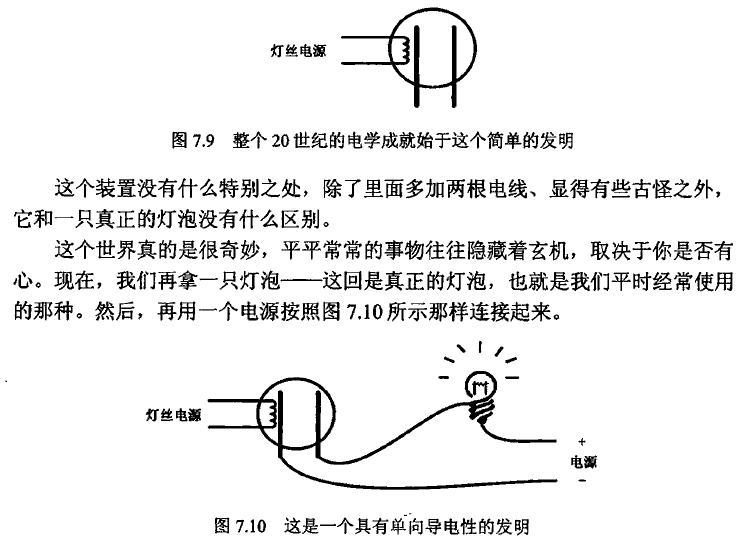 灯丝电源
图 7.9 整个 20 世纪的电学成就始于这个简单的发明
这个装置没有什么特别之处，除了里面多加两根电线、显得有些古怪之外，
它和一只真正的灯泡没有什么区别。
这个世界真的是很奇妙，平平常常的事物往往隐藏着玄机，取决于你是否有
心。现在，我们再拿一只灯泡——这回是真正的灯泡，也就是我们平时经常使用
的那种。然后，再用一个电源按照图 7.10 所示那样连接起来。
灯丝电源
+
电源
−
图 7.10 这是一个具有单向导电性的发明